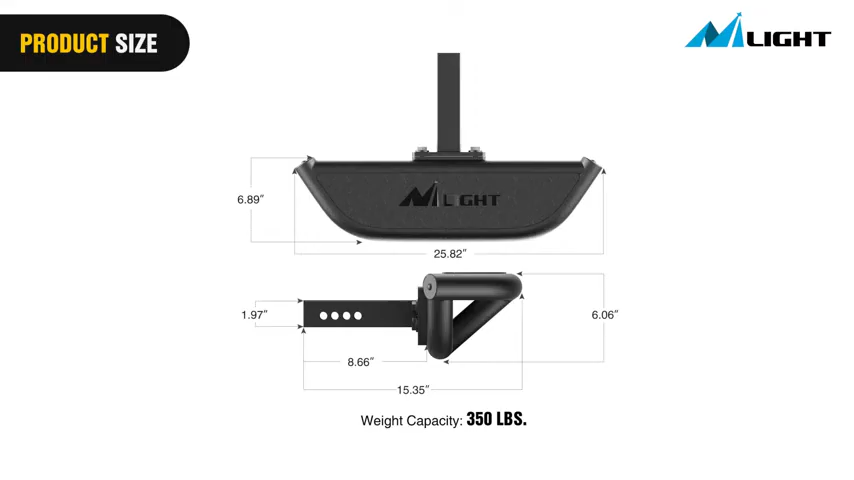 PRODUCT SIZE
LIGHT
6.89″
LIGHT
25.82″
1.97″
6.06″
8.66″
15.35″
Weight Capacity: 350 LBS.